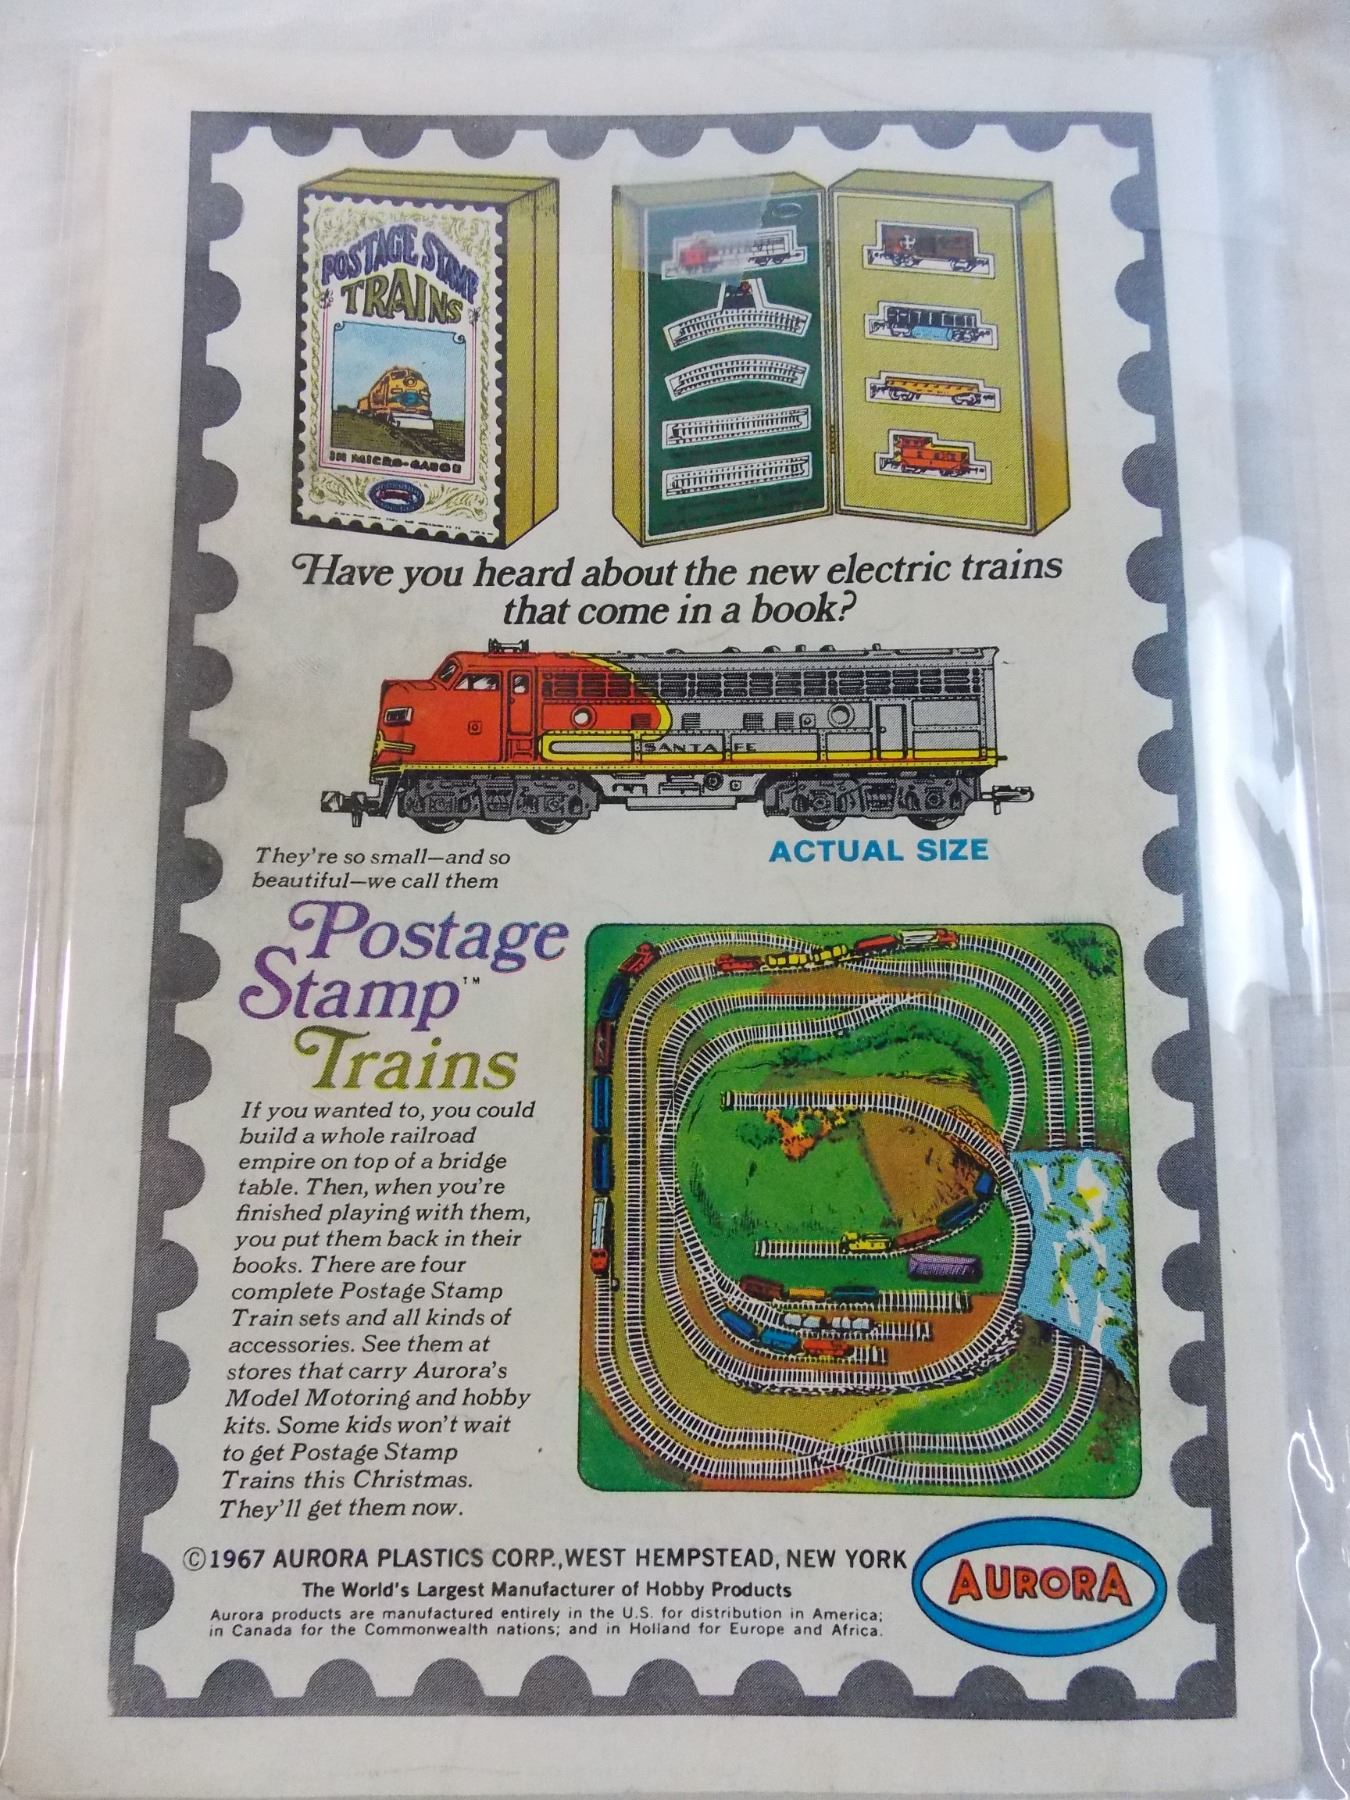 POSTAGE STAMP
TRAINS
IN MICRO-GAUGE
Have you heard about the new electric trains
that come in a book?
SANTA FE
ACTUAL SIZE
They're so small—and so
beautiful—we call them
Postage
Stamp™
Trains
If you wanted to, you could
build a whole railroad
empire on top of a bridge
table. Then, when you're
finished playing with them,
you put them back in their
books. There are four
complete Postage Stamp
Train sets and all kinds of
accessories. See them at
stores that carry Aurora's
Model Motoring and hobby
kits. Some kids won't wait
to get Postage Stamp
Trains this Christmas.
They'll get them now.
©1967 AURORA PLASTICS CORP., WEST HEMPSTEAD, NEW YORK
The World's Largest Manufacturer of Hobby Products
Aurora products are manufactured entirely in the U.S. for distribution in America;
in Canada for the Commonwealth nations; and in Holland for Europe and Africa.
AURORA